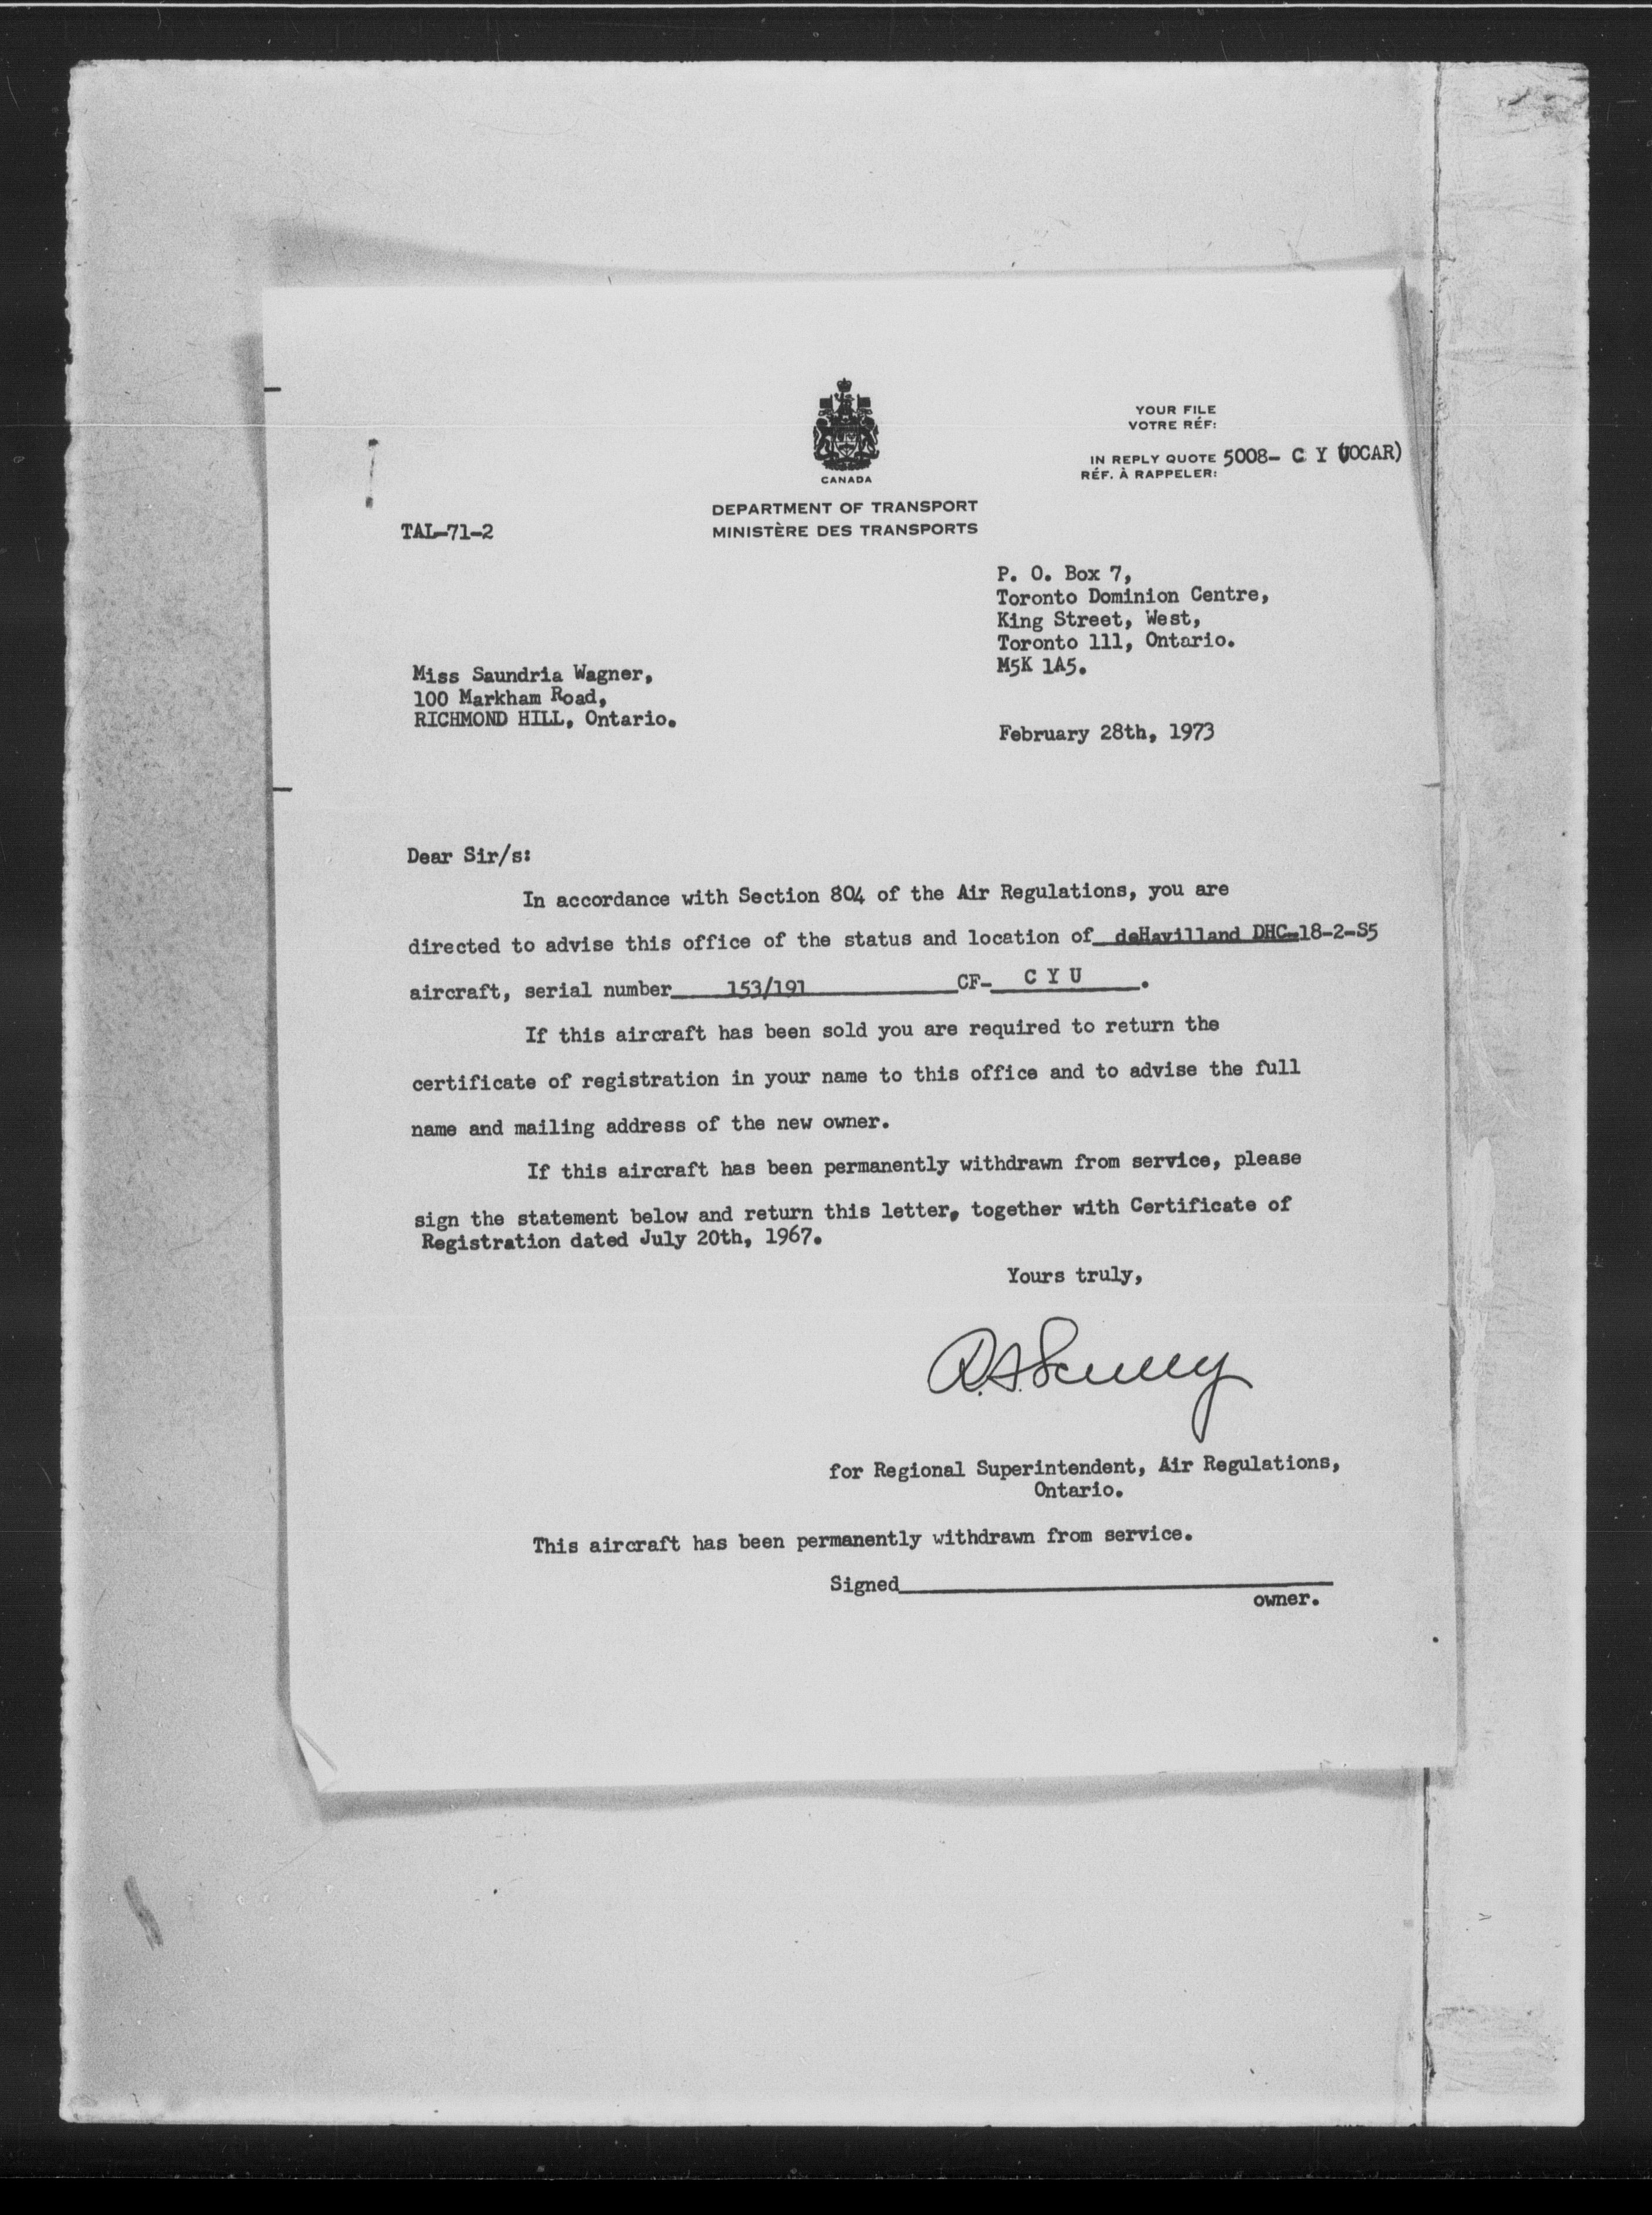 CANADA
DEPARTMENT OF TRANSPORT
MINISTÈRE DES TRANSPORTS
YOUR FILE
VOTRE RÉF:
IN REPLY QUOTE 5008- C Y UOCAR)
RÉF. À RAPPELER:
TAL-71-2
P. O. Box 7,
Toronto Dominion Centre,
King Street, West,
Toronto 111, Ontario.
M5K 1A5.
Miss Saundria Wagner,
100 Markham Road,
RICHMOND HILL, Ontario.
February 28th, 1973
Dear Sir/s:
In accordance with Section 804 of the Air Regulations, you are
directed to advise this office of the status and location of deHavilland DHC-18-2-S5
aircraft, serial number 153/191 CF- C Y U .
If this aircraft has been sold you are required to return the
certificate of registration in your name to this office and to advise the full
name and mailing address of the new owner.
If this aircraft has been permanently withdrawn from service, please
sign the statement below and return this letter, together with Certificate of
Registration dated July 20th, 1967.
Yours truly,
R.A. Scully
for Regional Superintendent, Air Regulations,
Ontario.
This aircraft has been permanently withdrawn from service.
Signed
owner.